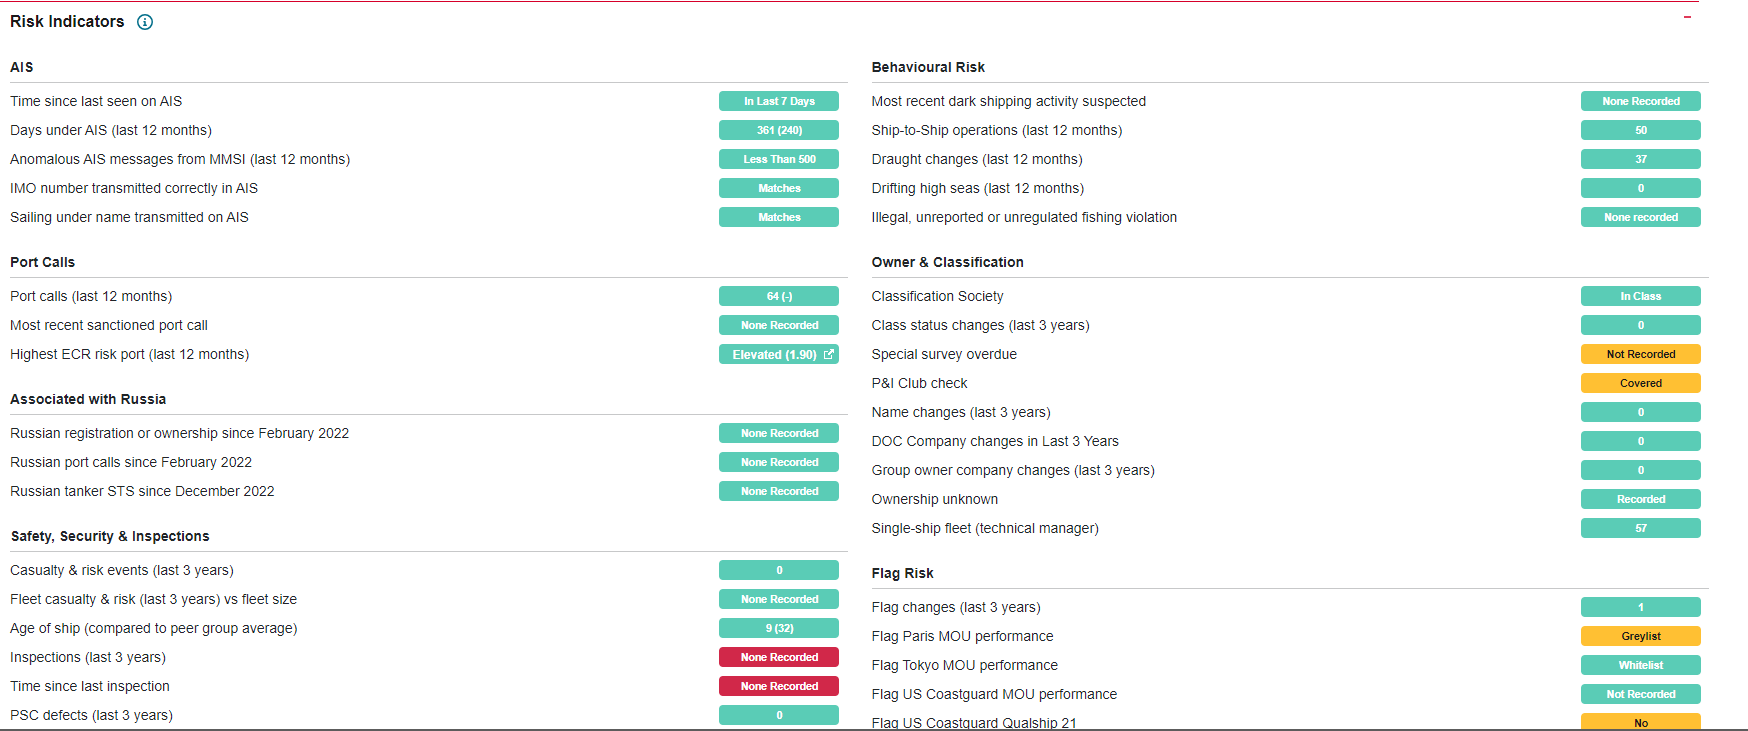 Risk Indicators
AIS
Time since last seen on AIS In Last 7 Days
Days under AIS (last 12 months) 361 (240)
Anomalous AIS messages from MMSI (last 12 months) Less Than 500
IMO number transmitted correctly in AIS Matches
Sailing under name transmitted on AIS Matches
Port Calls
Port calls (last 12 months) 64 (-)
Most recent sanctioned port call None Recorded
Highest ECR risk port (last 12 months) Elevated (1.90)
Associated with Russia
Russian registration or ownership since February 2022 None Recorded
Russian port calls since February 2022 None Recorded
Russian tanker STS since December 2022 None Recorded
Safety, Security & Inspections
Casualty & risk events (last 3 years) 0
Fleet casualty & risk (last 3 years) vs fleet size None Recorded
Age of ship (compared to peer group average) 9 (32)
Inspections (last 3 years) None Recorded
Time since last inspection None Recorded
PSC defects (last 3 years) 0
Behavioural Risk
Most recent dark shipping activity suspected None Recorded
Ship-to-Ship operations (last 12 months) 50
Draught changes (last 12 months) 37
Drifting high seas (last 12 months) 0
Illegal, unreported or unregulated fishing violation None recorded
Owner & Classification
Classification Society In Class
Class status changes (last 3 years) 0
Special survey overdue Not Recorded
P&I Club check Covered
Name changes (last 3 years) 0
DOC Company changes in Last 3 Years 0
Group owner company changes (last 3 years) 0
Ownership unknown Recorded
Single-ship fleet (technical manager) 57
Flag Risk
Flag changes (last 3 years) 1
Flag Paris MOU performance Greylist
Flag Tokyo MOU performance Whitelist
Flag US Coastguard MOU performance Not Recorded
Flag US Coastguard Qualship 21 No